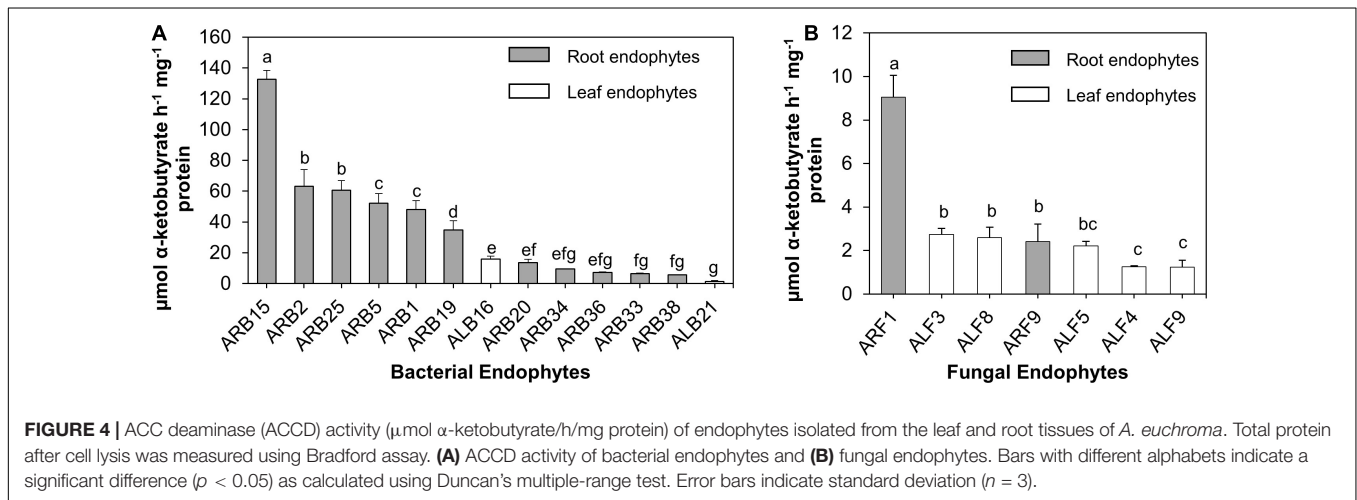 A
µmol α-ketobutyrate h-1 mg-1
protein
160
140
120
100
80
60
40
20
0
a
b
b
c
c
d
e
ef
efg
efg
fg
fg
g
Root endophytes
Leaf endophytes
ARB15
ARB2
ARB25
ARB5
ARB1
ARB19
ALB16
ARB20
ARB34
ARB36
ARB33
ARB38
ALB21
Bacterial Endophytes
B
µmol α-ketobutyrate h-1 mg-1
protein
12
10
8
6
4
2
0
a
b
b
b
bc
c
c
Root endophytes
Leaf endophytes
ARF1
ALF3
ALF8
ARF9
ALF5
ALF4
ALF9
Fungal Endophytes
FIGURE 4 | ACC deaminase (ACCD) activity (µmol α-ketobutyrate/h/mg protein) of endophytes isolated from the leaf and root tissues of A. euchroma. Total protein
after cell lysis was measured using Bradford assay. (A) ACCD activity of bacterial endophytes and (B) fungal endophytes. Bars with different alphabets indicate a
significant difference (p < 0.05) as calculated using Duncan's multiple-range test. Error bars indicate standard deviation (n = 3).